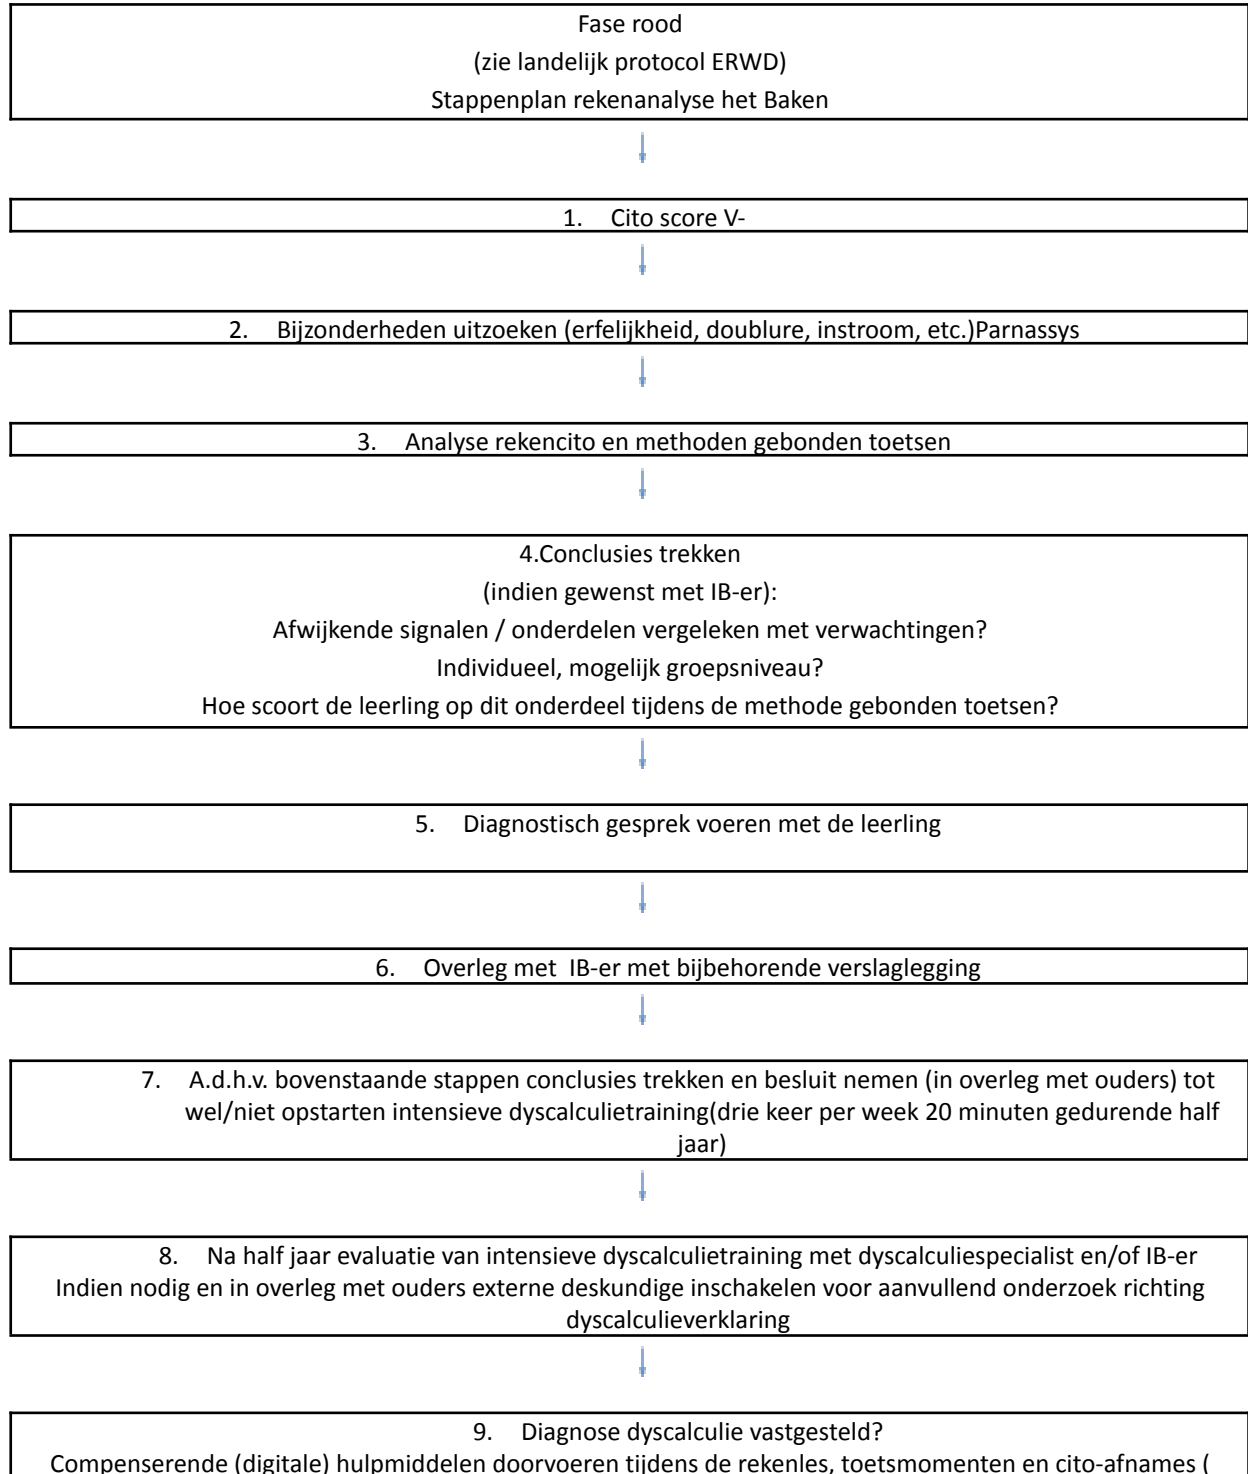 Fase rood
(zie landelijk protocol ERWD)
Stappenplan rekenanalyse het Baken
1. Cito score V-
2. Bijzonderheden uitzoeken (erfelijkheid, doublure, instroom, etc.)Parnassys
3. Analyse rekencito en methoden gebonden toetsen
4.Conclusies trekken
(indien gewenst met IB-er):
Afwijkende signalen / onderdelen vergeleken met verwachtingen?
Individueel, mogelijk groepsniveau?
Hoe scoort de leerling op dit onderdeel tijdens de methode gebonden toetsen?
5. Diagnostisch gesprek voeren met de leerling
6. Overleg met IB-er met bijbehorende verslaglegging
7. A.d.h.v. bovenstaande stappen conclusies trekken en besluit nemen (in overleg met ouders) tot
wel/niet opstarten intensieve dyscalculietraining(drie keer per week 20 minuten gedurende half
jaar)
8. Na half jaar evaluatie van intensieve dyscalculietraining met dyscalculiespecialist en/of IB-er
Indien nodig en in overleg met ouders externe deskundige inschakelen voor aanvullend onderzoek richting
dyscalculieverklaring
9. Diagnose dyscalculie vastgesteld?
Compenserende (digitale) hulpmiddelen doorvoeren tijdens de rekenles, toetsmomenten en cito-afnames (